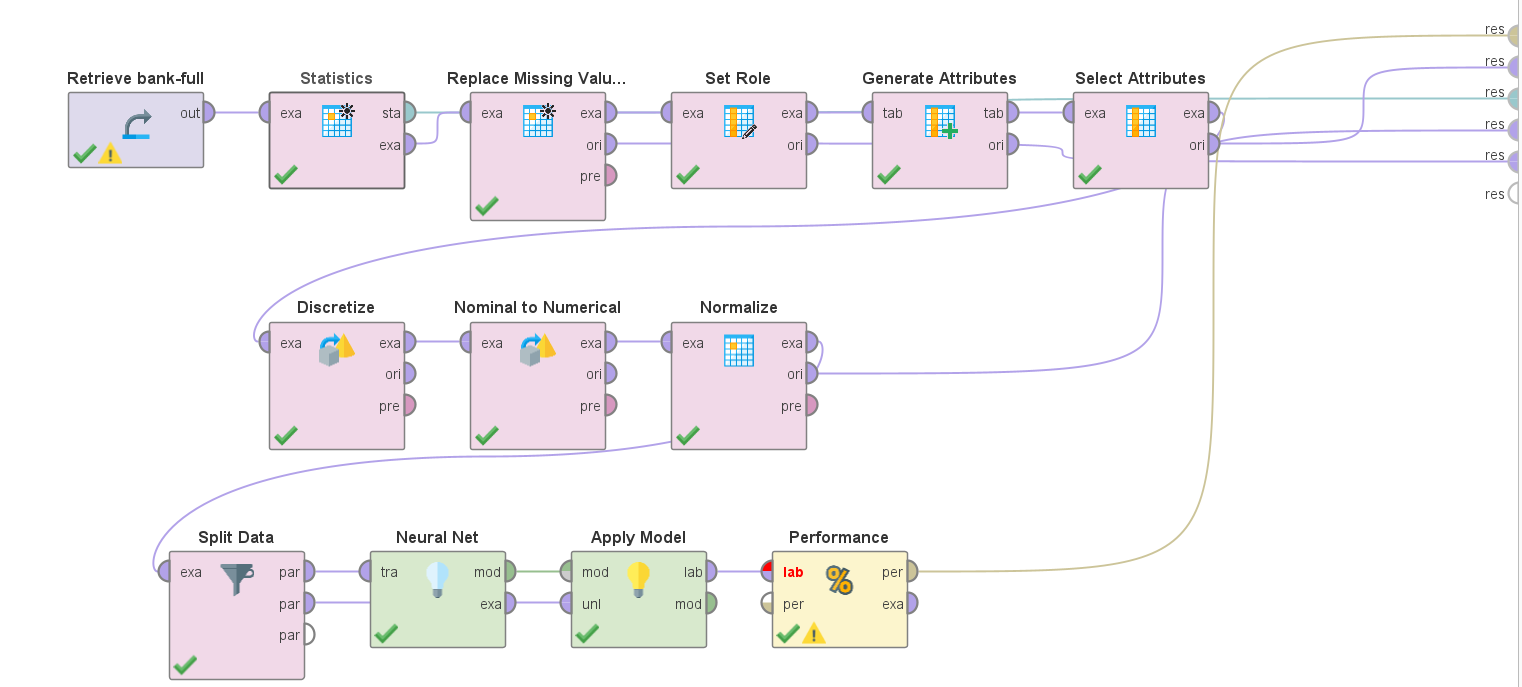 res
res
Retrieve bank-full
Statistics
Replace Missing Valu...
Set Role
Generate Attributes
Select Attributes
res
out
exa
sta
exa
exa
exa
exa
tab
tab
exa
exa
res
exa
ori
ori
ori
ori
res
pre
res
Discretize
Nominal to Numerical
Normalize
exa
exa
exa
exa
exa
exa
ori
ori
ori
pre
pre
pre
Split Data
Neural Net
Apply Model
Performance
exa
par
tra
mod
mod
lab
lab
per
par
exa
unl
mod
per
exa
par